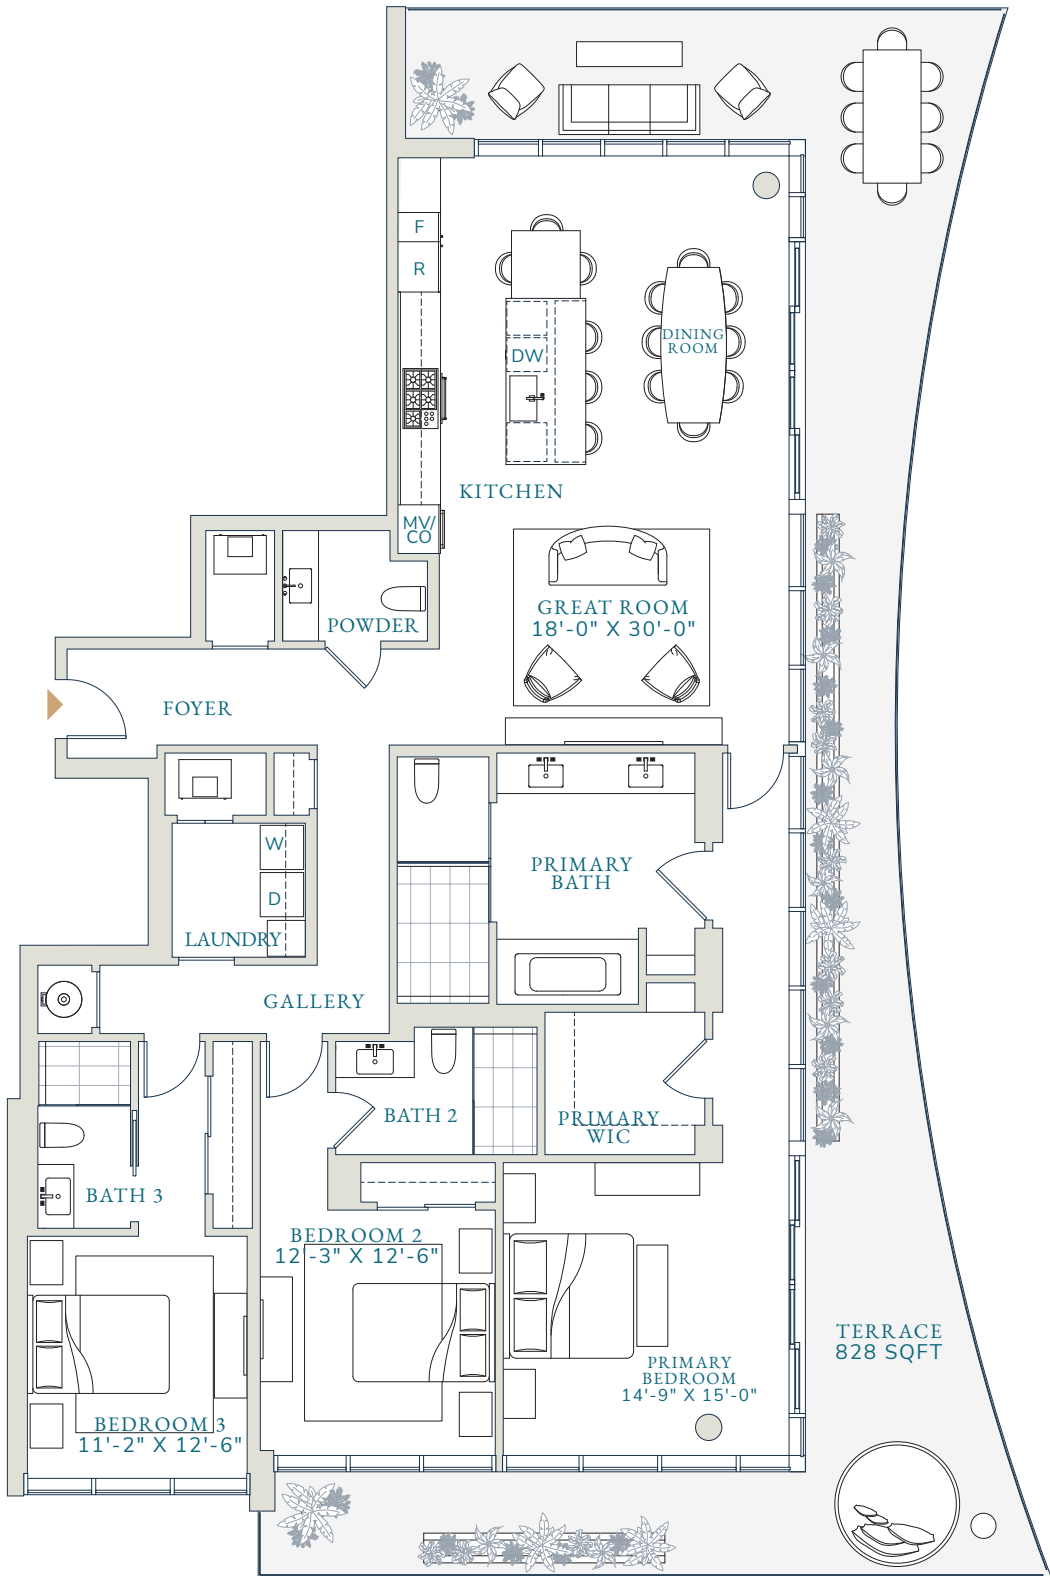 F
R
DINING
ROOM
DW
KITCHEN
MV/
CO
GREAT ROOM
18'-0" X 30'-0"
POWDER
FOYER
W
PRIMARY
BATH
D
LAUNDRY
GALLERY
BATH 2
PRIMARY
WIC
BATH 3
BEDROOM 2
12'-3" X 12'-6"
TERRACE
828 SQFT
PRIMARY
BEDROOM
14'-9" X 15'-0"
BEDROOM 3
11'-2" X 12'-6"